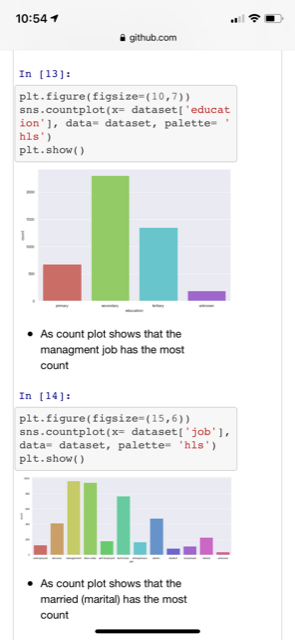 10:54
github.com
In [13]:
plt.figure(figsize=(10,7))
sns.countplot(x= dataset['educat
ion'], data= dataset, palette= '
hls')
plt.show()
count
primary secondary tertiary unknown
education
• As count plot shows that the
managment job has the most
count
In [14]:
plt.figure(figsize=(15,6))
sns.countplot(x= dataset['job'],
data= dataset, palette= 'hls')
plt.show()
• As count plot shows that the
married (marital) has the most
count